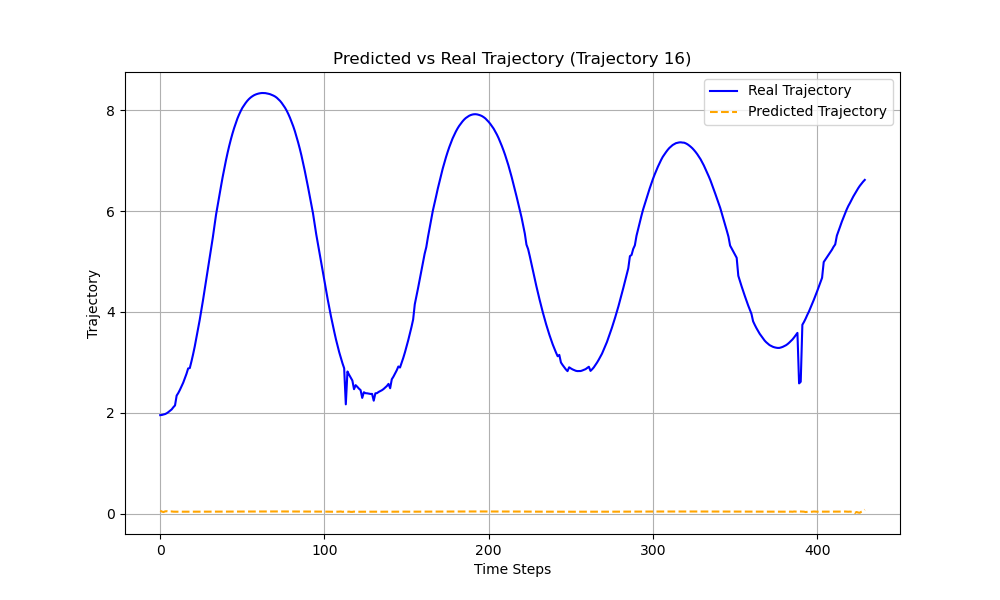 Predicted vs Real Trajectory (Trajectory 16)
Real Trajectory
Predicted Trajectory
8
6
4
2
0
Trajectory
0 100 200 300 400
Time Steps